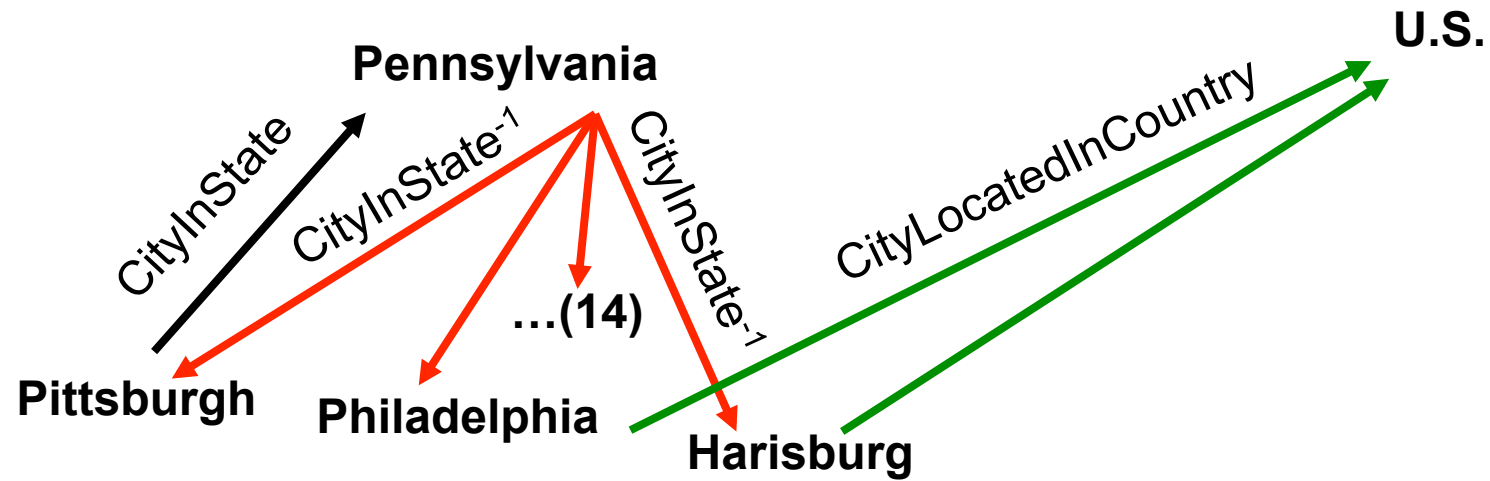 U.S.
Pennsylvania
CityInState
CityInState-1
CityInState-1
CityLocatedInCountry
…(14)
Pittsburgh
Philadelphia
Harisburg